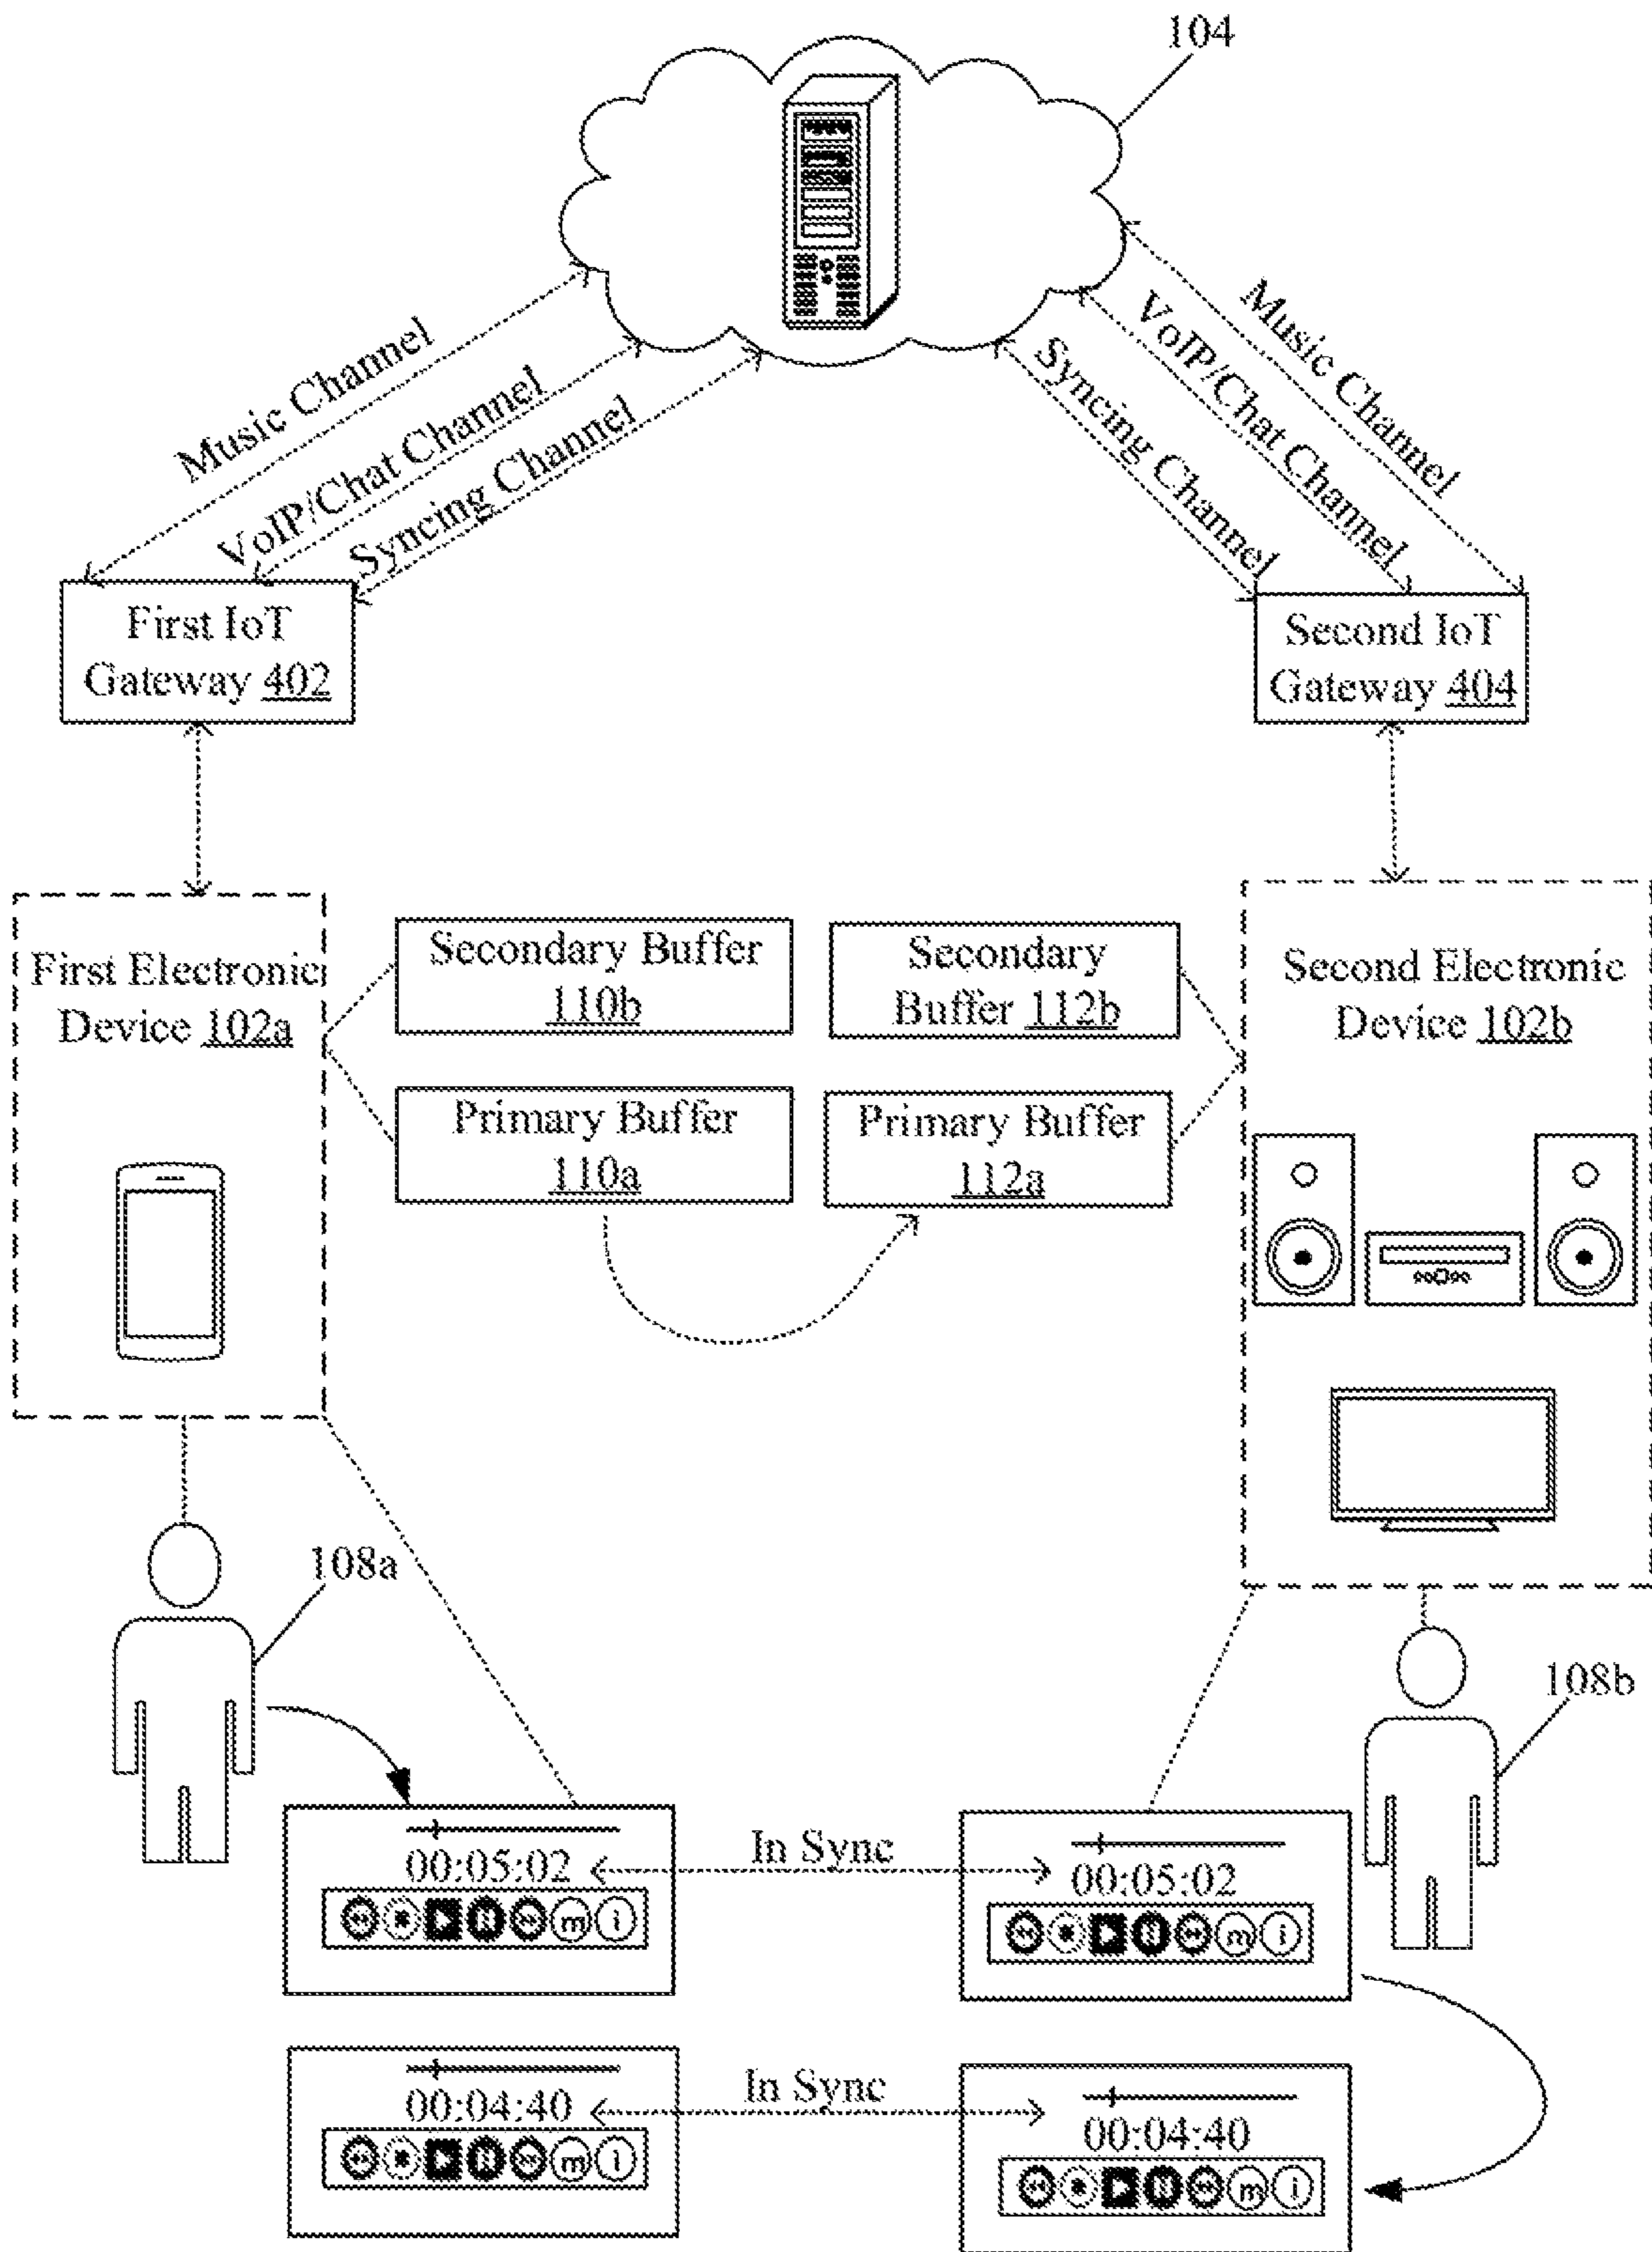 104
Music Channel
VoIP/Chat Channel
Syncing Channel
Music Channel
VoIP/Chat Channel
Syncing Channel
First IoT
Gateway 402
Second IoT
Gateway 404
First Electronic
Device 102a
Secondary Buffer
110b
Secondary
Buffer 112b
Second Electronic
Device 102b
Primary Buffer
110a
Primary Buffer
112a
108a
108b
00:05:02
In Sync
00:05:02
m i
m i
00:04:40
In Sync
00:04:40
m i
m i